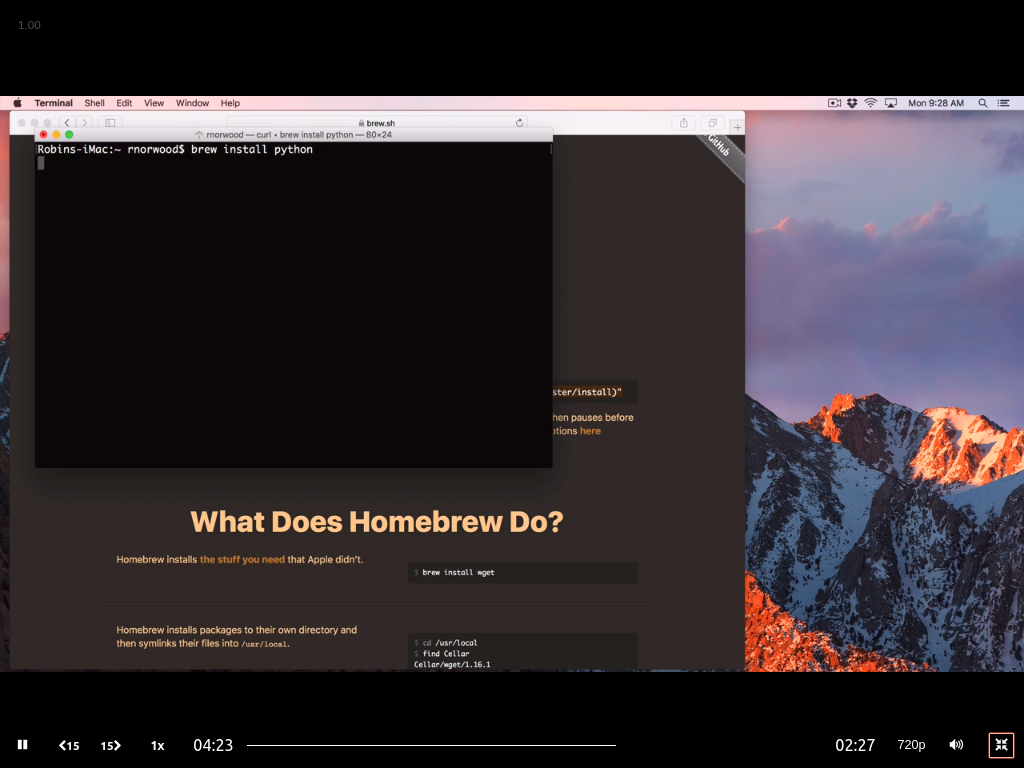 1.00
Terminal Shell Edit View Window Help Mon 9:28 AM
brew.sh
rnorwood — curl • brew install python — 80×24
Robins-iMac:~ rnorwood$ brew install python
GitHub
ster/install)"
hen pauses before
otions here
What Does Homebrew Do?
Homebrew installs the stuff you need that Apple didn’t.
$ brew install wget
Homebrew installs packages to their own directory and
then symlinks their files into /usr/local.
$ cd /usr/local
$ find Cellar
Cellar/wget/1.16.1
15 15 1x 04:23 02:27 720p